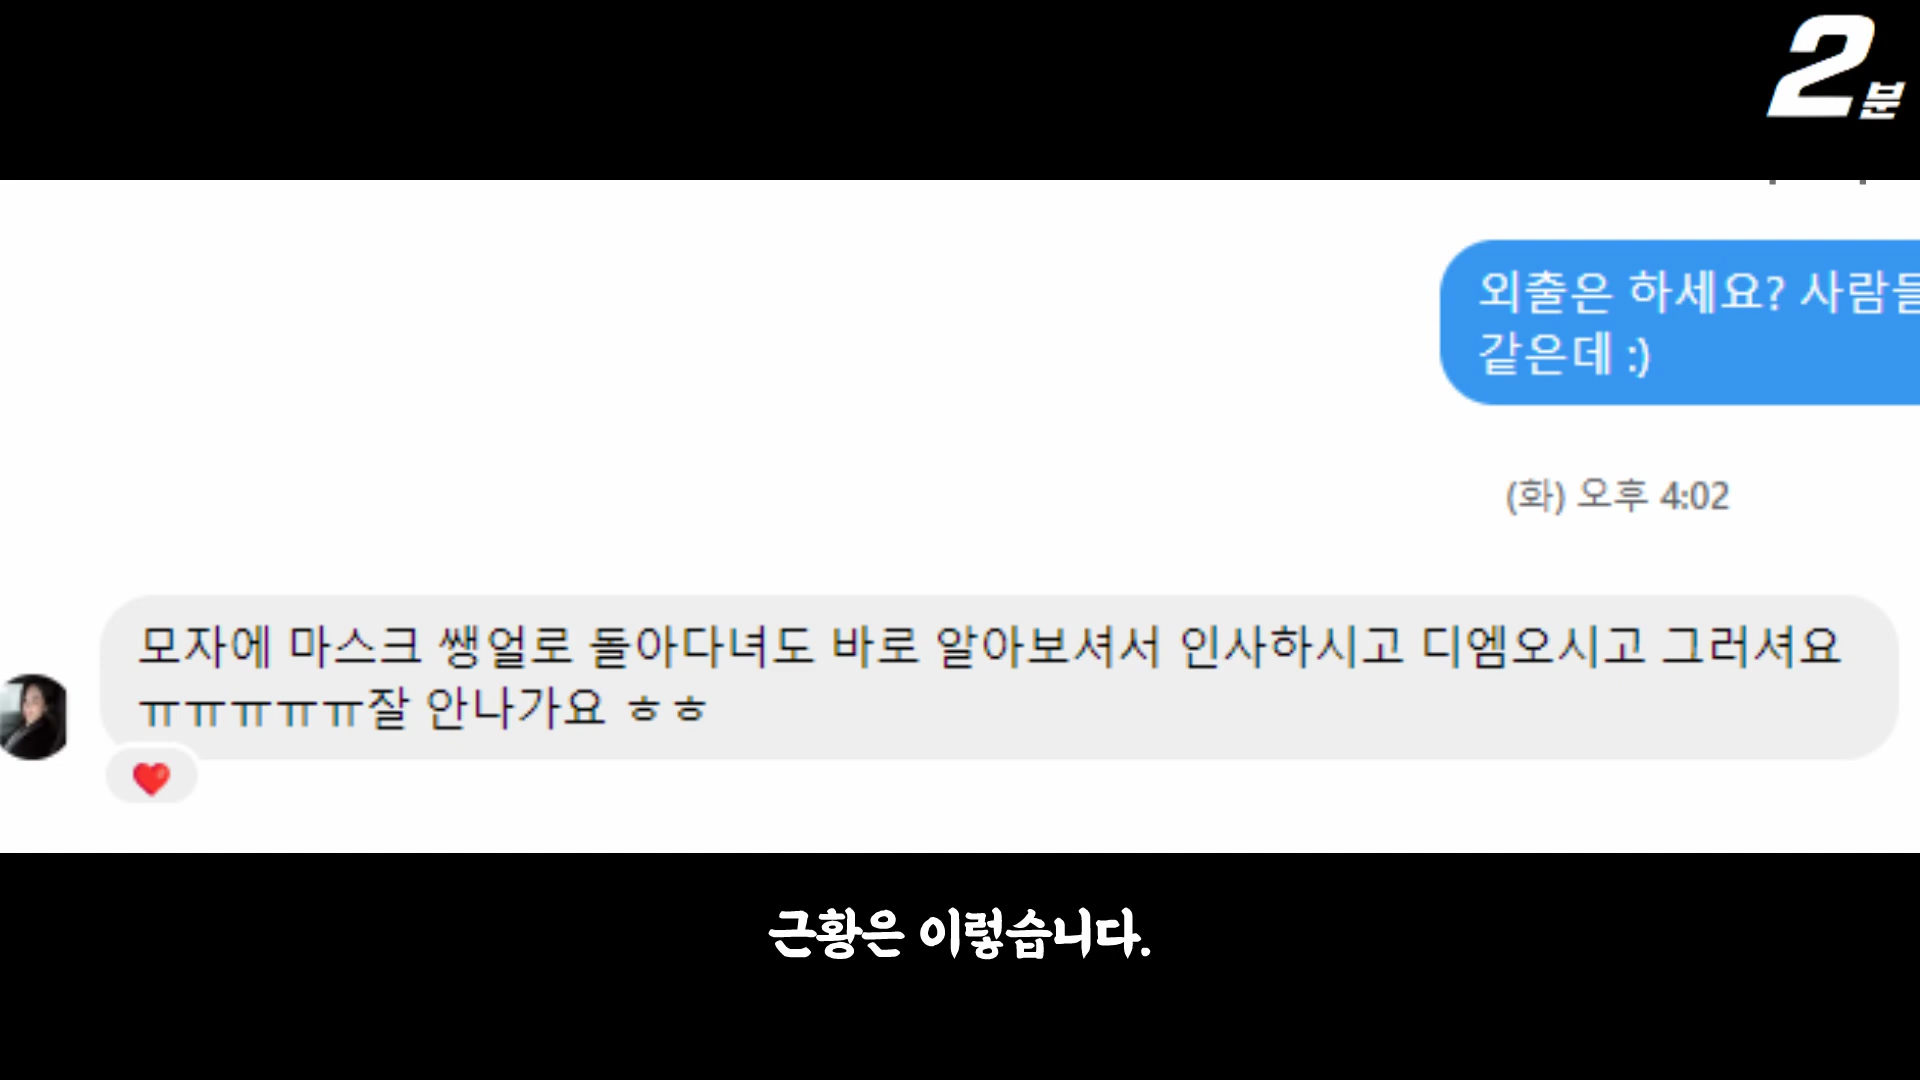 2분
외출은 하세요? 사람들
같은데 :)
(화) 오후 4:02
모자에 마스크 쌩얼로 돌아다녀도 바로 알아보셔서 인사하시고 디엠오시고 그러셔요
ㅠㅠㅠㅠㅠ잘 안나가요 ㅎㅎ
근황은 이렇습니다.